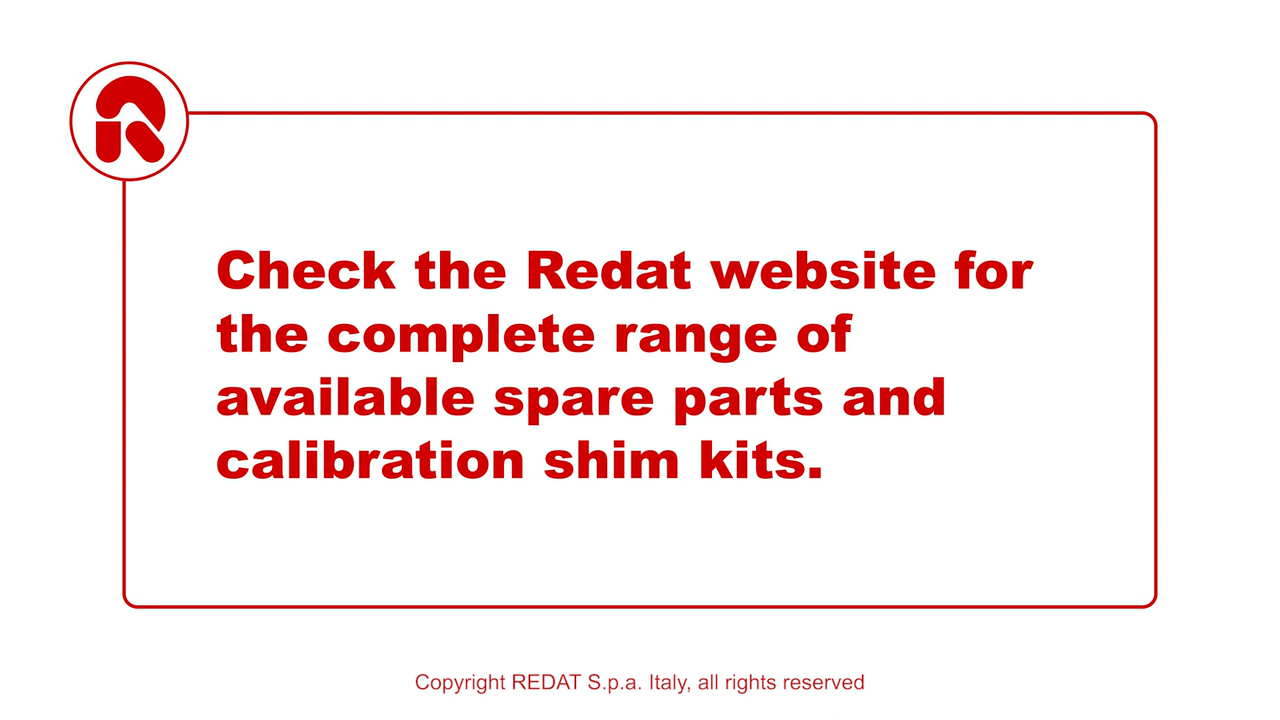 Check the Redat website for
the complete range of
available spare parts and
calibration shim kits.
Copyright REDAT S.p.a. Italy, all rights reserved